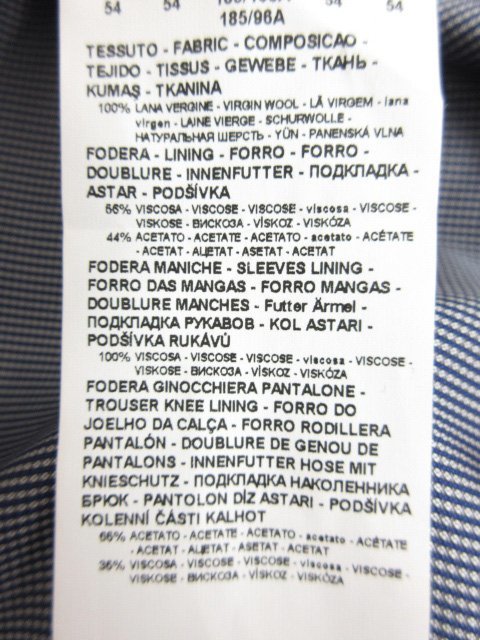 54 54 54 54
185/96A
TESSUTO - FABRIC - COMPOSICAO -
TEJIDO - TISSUS - GEWEBE - ТКАНЬ -
KUMAŞ - TKANINA
100% LANA VERGINE - VIRGIN WOOL - LÃ VIRGEM - lana
virgen - LAINE VIERGE - SCHURWOLLE -
НАТУРАЛЬНАЯ ШЕРСТЬ - YÜN - PANENSKÁ VLNA
FODERA - LINING - FORRO - FORRO -
DOUBLURE - INNENFUTTER - ПОДКЛАДКА -
ASTAR - PODŠÍVKA
56% VISCOSA - VISCOSE - VISCOSE - viscosa - VISCOSE -
VISKOSE - ВИСКОЗА - VİSKOZ - VISKÓZA
44% ACETATO - ACETATE - ACETATO - acetato - ACÉTATE
- ACETAT - АЦЕТАТ - ASETAT - ACETAT
FODERA MANICHE - SLEEVES LINING -
FORRO DAS MANGAS - FORRO MANGAS -
DOUBLURE MANCHES - Futter Ärmel -
ПОДКЛАДКА РУКАВОВ - KOL ASTARI -
PODŠÍVKA RUKÁVŮ
100% VISCOSA - VISCOSE - VISCOSE - viscosa - VISCOSE -
VISKOSE - ВИСКОЗА - VİSKOZ - VISKÓZA
FODERA GINOCCHIERA PANTALONE -
TROUSER KNEE LINING - FORRO DO
JOELHO DA CALÇA - FORRO RODILLERA
PANTALÓN - DOUBLURE DE GENOU DE
PANTALONS - INNENFUTTER HOSE MIT
KNIESCHUTZ - ПОДКЛАДКА НАКОЛЕННИКА
БРЮК - PANTOLON DİZ ASTARI - PODŠÍVKA
KOLENNÍ ČÁSTI KALHOT
ACETATO - ACETATE - ACETATO - acetato - ACÉTATE
- ACETAT - АЦЕТАТ - ASETAT - ACETAT
VISCOSA - VISCOSE - VISCOSE - viscosa - VISCOSE -
VISKOSE - ВИСКОЗА - VİSKOZ - VISKÓZA